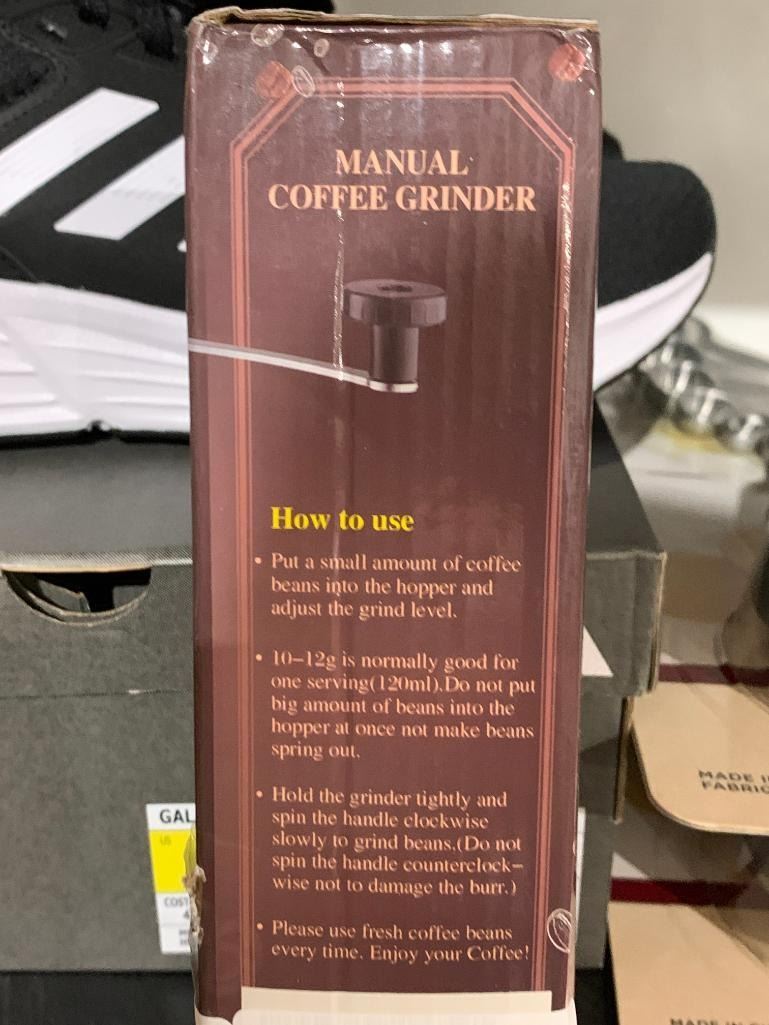 MANUAL
COFFEE GRINDER
How to use
• Put a small amount of coffee
beans into the hopper and
adjust the grind level.
• 10–12g is normally good for
one serving(120ml).Do not put
big amount of beans into the
hopper at once not make beans
spring out.
• Hold the grinder tightly and
spin the handle clockwise
slowly to grind beans.(Do not
spin the handle counterclock-
wise not to damage the burr.)
• Please use fresh coffee beans
every time. Enjoy your Coffee!
GAL
US
COST
4
MADE I
FABRIC